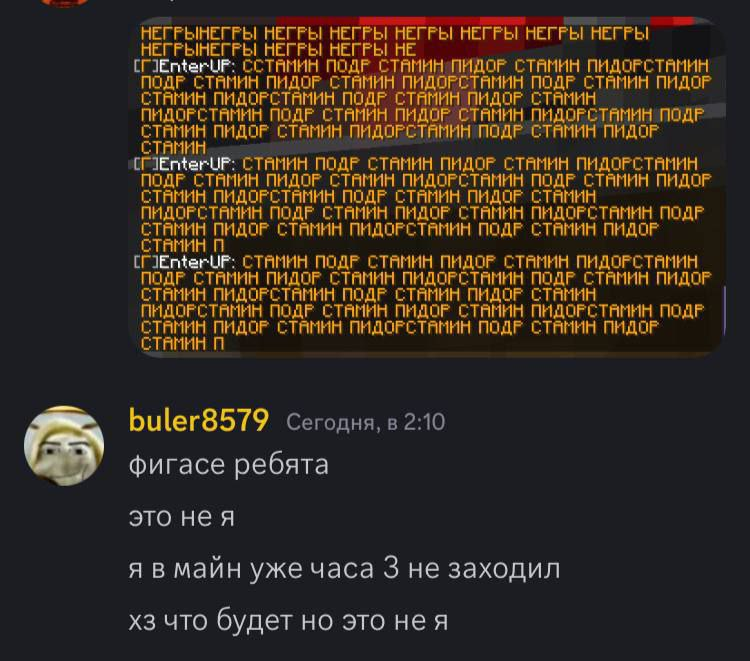 НЕГРЫНЕГРЫ НЕГРЫ НЕГРЫ НЕГРЫ НЕГРЫ НЕГРЫ НЕГРЫ
НЕГРЫНЕГРЫ НЕГРЫ НЕГРЫ НЕ
[Г]EnterUP: ССТАМИН ПОДР СТАМИН ПИДОР СТАМИН ПИДОРСТАМИН
ПОДР СТАМИН ПИДОР СТАМИН ПИДОРСТАМИН ПОДР СТАМИН ПИДОР
СТАМИН ПИДОРСТАМИН ПОДР СТАМИН ПИДОР СТАМИН
ПИДОРСТАМИН ПОДР СТАМИН ПИДОР СТАМИН ПИДОРСТАМИН ПОДР
СТАМИН ПИДОР СТАМИН ПИДОРСТАМИН ПОДР СТАМИН ПИДОР
СТАМИН
[Г]EnterUP: СТАМИН ПОДР СТАМИН ПИДОР СТАМИН ПИДОРСТАМИН
ПОДР СТАМИН ПИДОР СТАМИН ПИДОРСТАМИН ПОДР СТАМИН ПИДОР
СТАМИН ПИДОРСТАМИН ПОДР СТАМИН ПИДОР СТАМИН
ПИДОРСТАМИН ПОДР СТАМИН ПИДОР СТАМИН ПИДОРСТАМИН ПОДР
СТАМИН ПИДОР СТАМИН ПИДОРСТАМИН ПОДР СТАМИН ПИДОР
СТАМИН П
[Г]EnterUP: СТАМИН ПОДР СТАМИН ПИДОР СТАМИН ПИДОРСТАМИН
ПОДР СТАМИН ПИДОР СТАМИН ПИДОРСТАМИН ПОДР СТАМИН ПИДОР
СТАМИН ПИДОРСТАМИН ПОДР СТАМИН ПИДОР СТАМИН
ПИДОРСТАМИН ПОДР СТАМИН ПИДОР СТАМИН ПИДОРСТАМИН ПОДР
СТАМИН ПИДОР СТАМИН ПИДОРСТАМИН ПОДР СТАМИН ПИДОР
СТАМИН П
buler8579 Сегодня, в 2:10
фигасе ребята
это не я
я в майн уже часа 3 не заходил
хз что будет но это не я